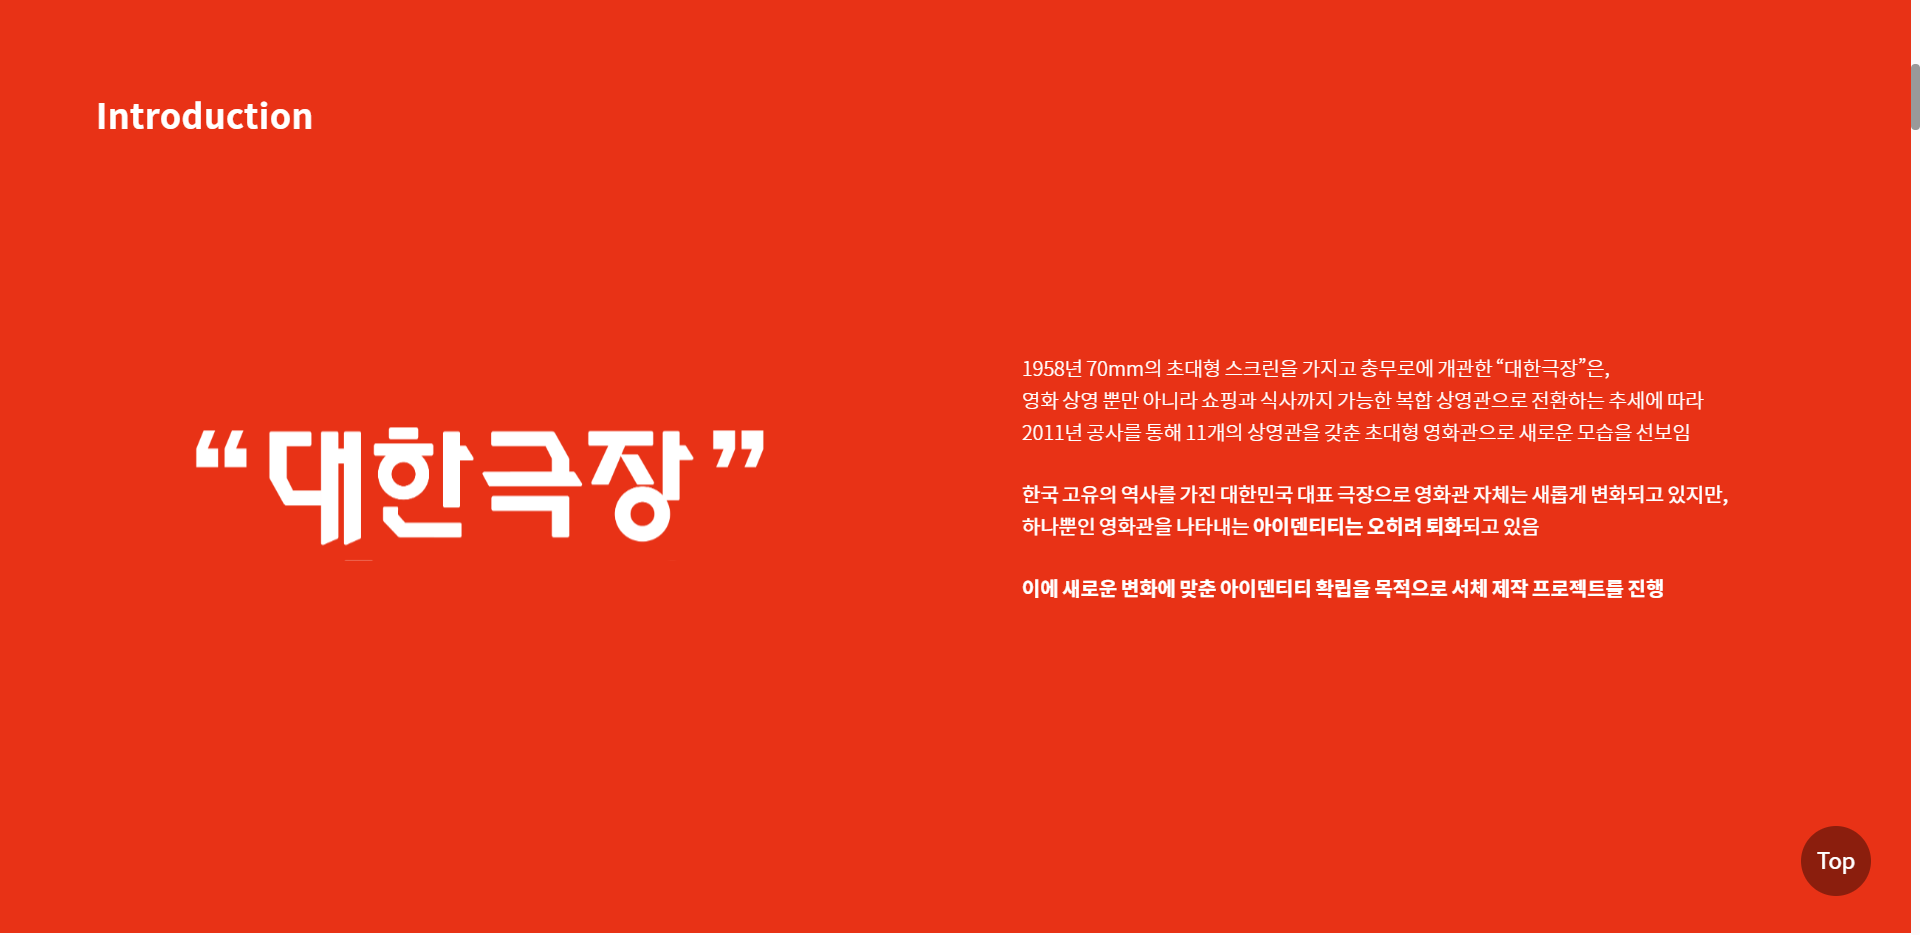 Introduction
“대한극장”
1958년 70mm의 초대형 스크린을 가지고 충무로에 개관한 “대한극장”은,
영화 상영 뿐만 아니라 쇼핑과 식사까지 가능한 복합 상영관으로 전환하는 추세에 따라
2011년 공사를 통해 11개의 상영관을 갖춘 초대형 영화관으로 새로운 모습을 선보임
한국 고유의 역사를 가진 대한민국 대표 극장으로 영화관 자체는 새롭게 변화되고 있지만,
하나뿐인 영화관을 나타내는 아이덴티티는 오히려 퇴화되고 있음
이에 새로운 변화에 맞춘 아이덴티티 확립을 목적으로 서체 제작 프로젝트를 진행
Top